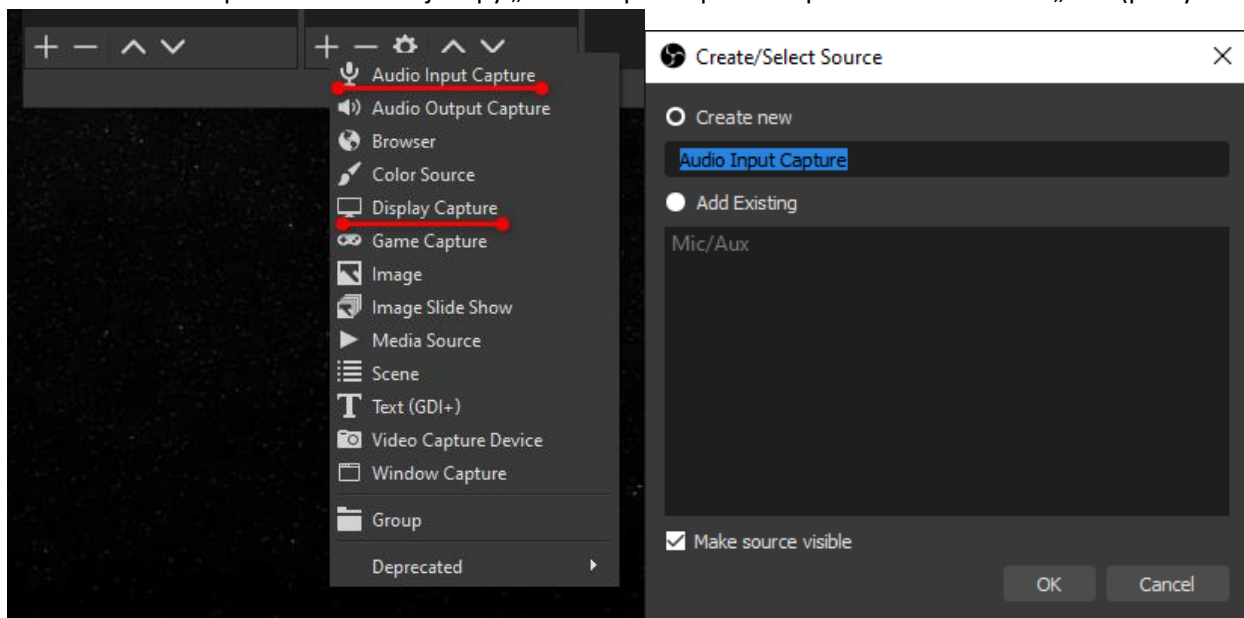 Audio Input Capture
Audio Output Capture
Browser
Color Source
Display Capture
Game Capture
Image
Image Slide Show
Media Source
Scene
Text (GDI+)
Video Capture Device
Window Capture
Group
Deprecated
Create/Select Source
Create new
Audio Input Capture
Add Existing
Mic/Aux
Make source visible
OK Cancel